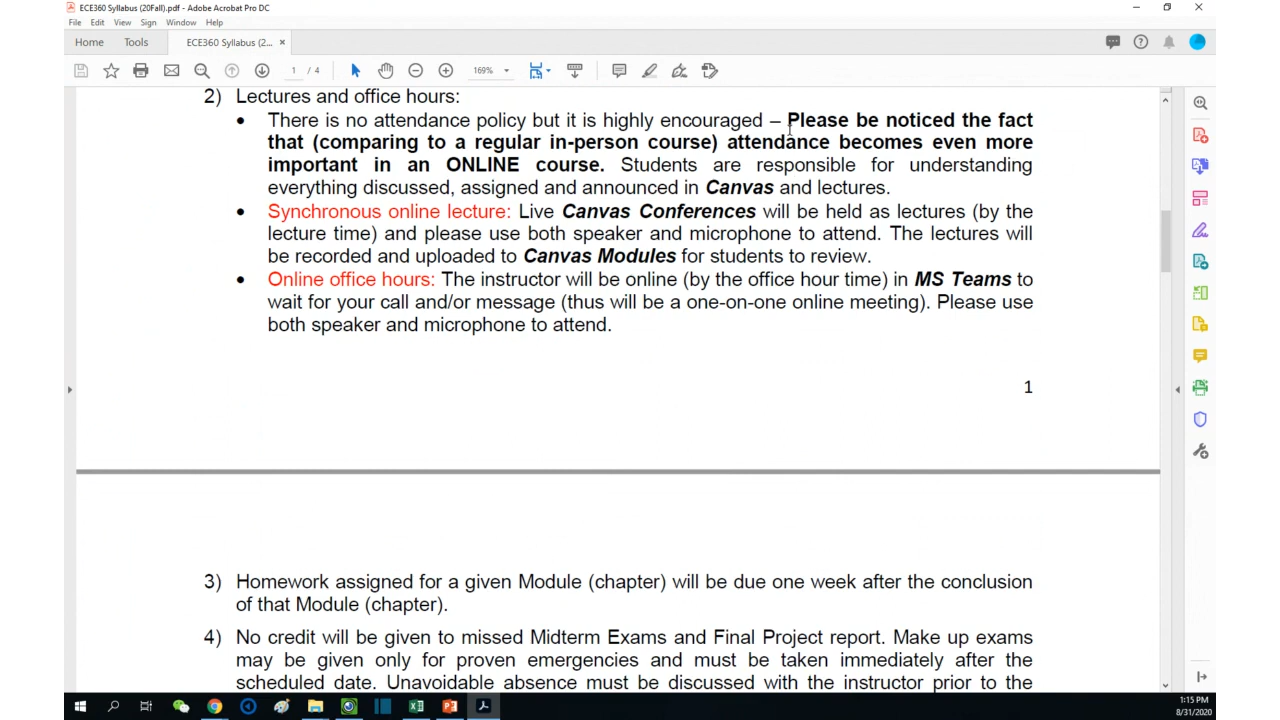 ECE360 Syllabus (20Fall).pdf - Adobe Acrobat Pro DC
File Edit View Sign Window Help
Home Tools ECE360 Syllabus (2... ×
1 / 4 169%
2) Lectures and office hours:
• There is no attendance policy but it is highly encouraged – Please be noticed the fact
that (comparing to a regular in-person course) attendance becomes even more
important in an ONLINE course. Students are responsible for understanding
everything discussed, assigned and announced in Canvas and lectures.
• Synchronous online lecture: Live Canvas Conferences will be held as lectures (by the
lecture time) and please use both speaker and microphone to attend. The lectures will
be recorded and uploaded to Canvas Modules for students to review.
• Online office hours: The instructor will be online (by the office hour time) in MS Teams to
wait for your call and/or message (thus will be a one-on-one online meeting). Please use
both speaker and microphone to attend.
1
3) Homework assigned for a given Module (chapter) will be due one week after the conclusion
of that Module (chapter).
4) No credit will be given to missed Midterm Exams and Final Project report. Make up exams
may be given only for proven emergencies and must be taken immediately after the
scheduled date. Unavoidable absence must be discussed with the instructor prior to the
1:15 PM
8/31/2020